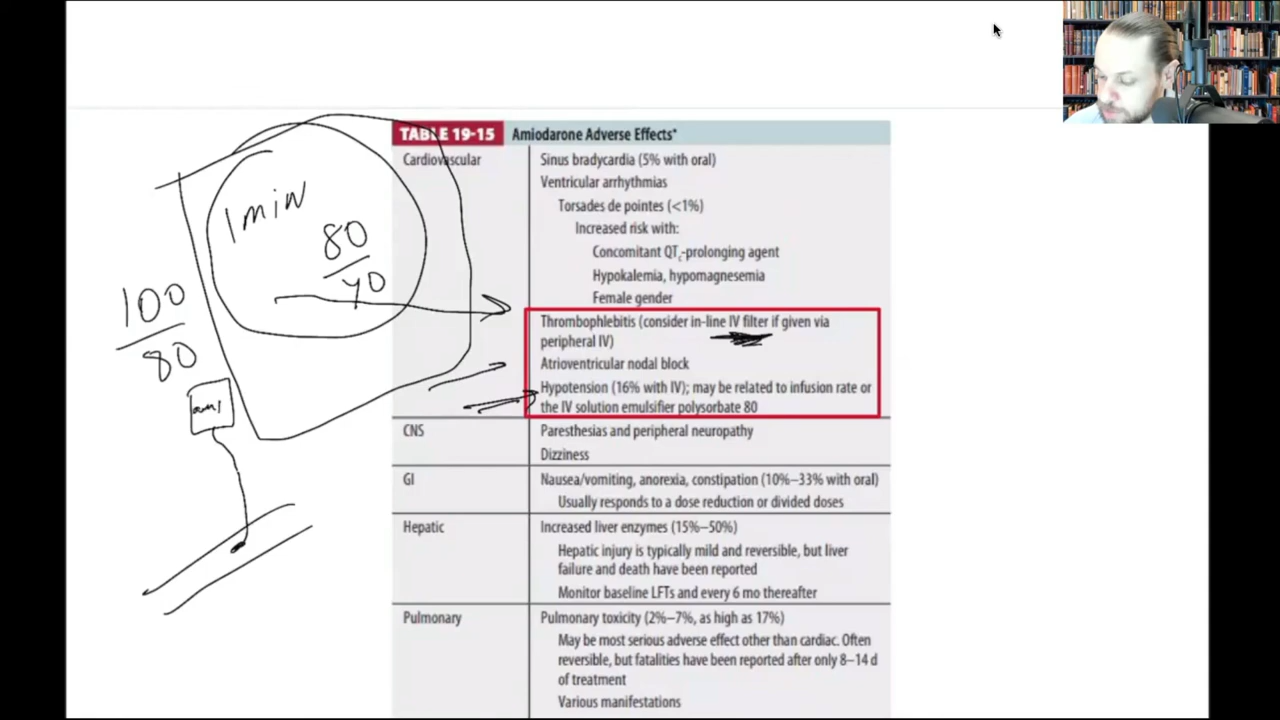 TABLE 19-15 Amiodarone Adverse Effects*
Cardiovascular Sinus bradycardia (5% with oral)
Ventricular arrhythmias
Torsades de pointes (<1%)
Increased risk with:
Concomitant QTc-prolonging agent
Hypokalemia, hypomagnesemia
Female gender
Thrombophlebitis (consider in-line IV filter if given via
peripheral IV)
Atrioventricular nodal block
Hypotension (16% with IV); may be related to infusion rate or
the IV solution emulsifier polysorbate 80
CNS Paresthesias and peripheral neuropathy
Dizziness
GI Nausea/vomiting, anorexia, constipation (10%–33% with oral)
Usually responds to a dose reduction or divided doses
Hepatic Increased liver enzymes (15%–50%)
Hepatic injury is typically mild and reversible, but liver
failure and death have been reported
Monitor baseline LFTs and every 6 mo thereafter
Pulmonary Pulmonary toxicity (2%–7%, as high as 17%)
May be most serious adverse effect other than cardiac. Often
reversible, but fatalities have been reported after only 8–14 d
of treatment
Various manifestations
1 min
80
40
100
80